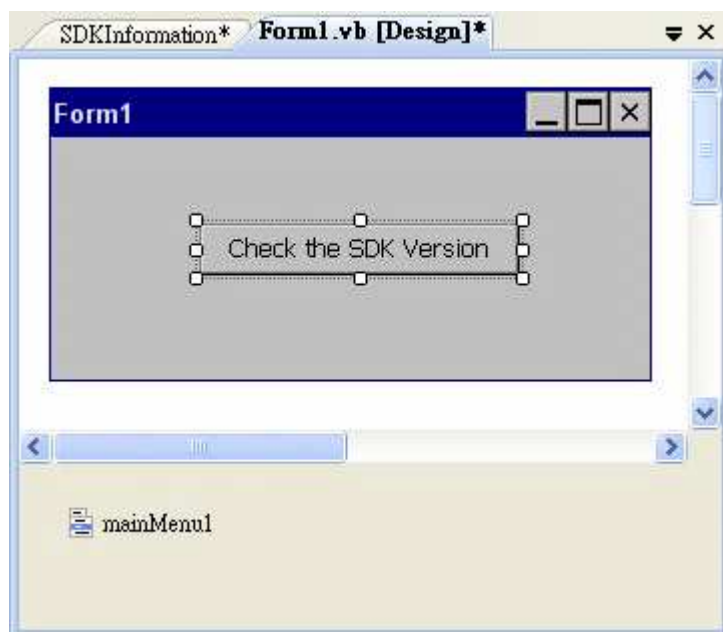 SDKInformation* Form1.vb [Design]*
Form1
Check the SDK Version
mainMenu1